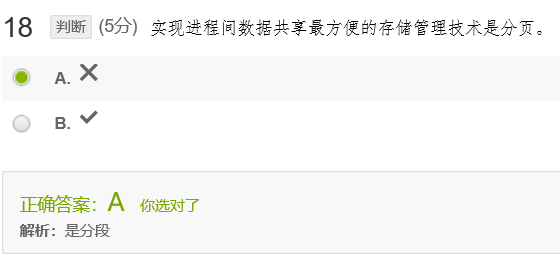 18 判断 (5分) 实现进程间数据共享最方便的存储管理技术是分页。
A. ✕
B. ✓
正确答案：A 你选对了
解析：是分段